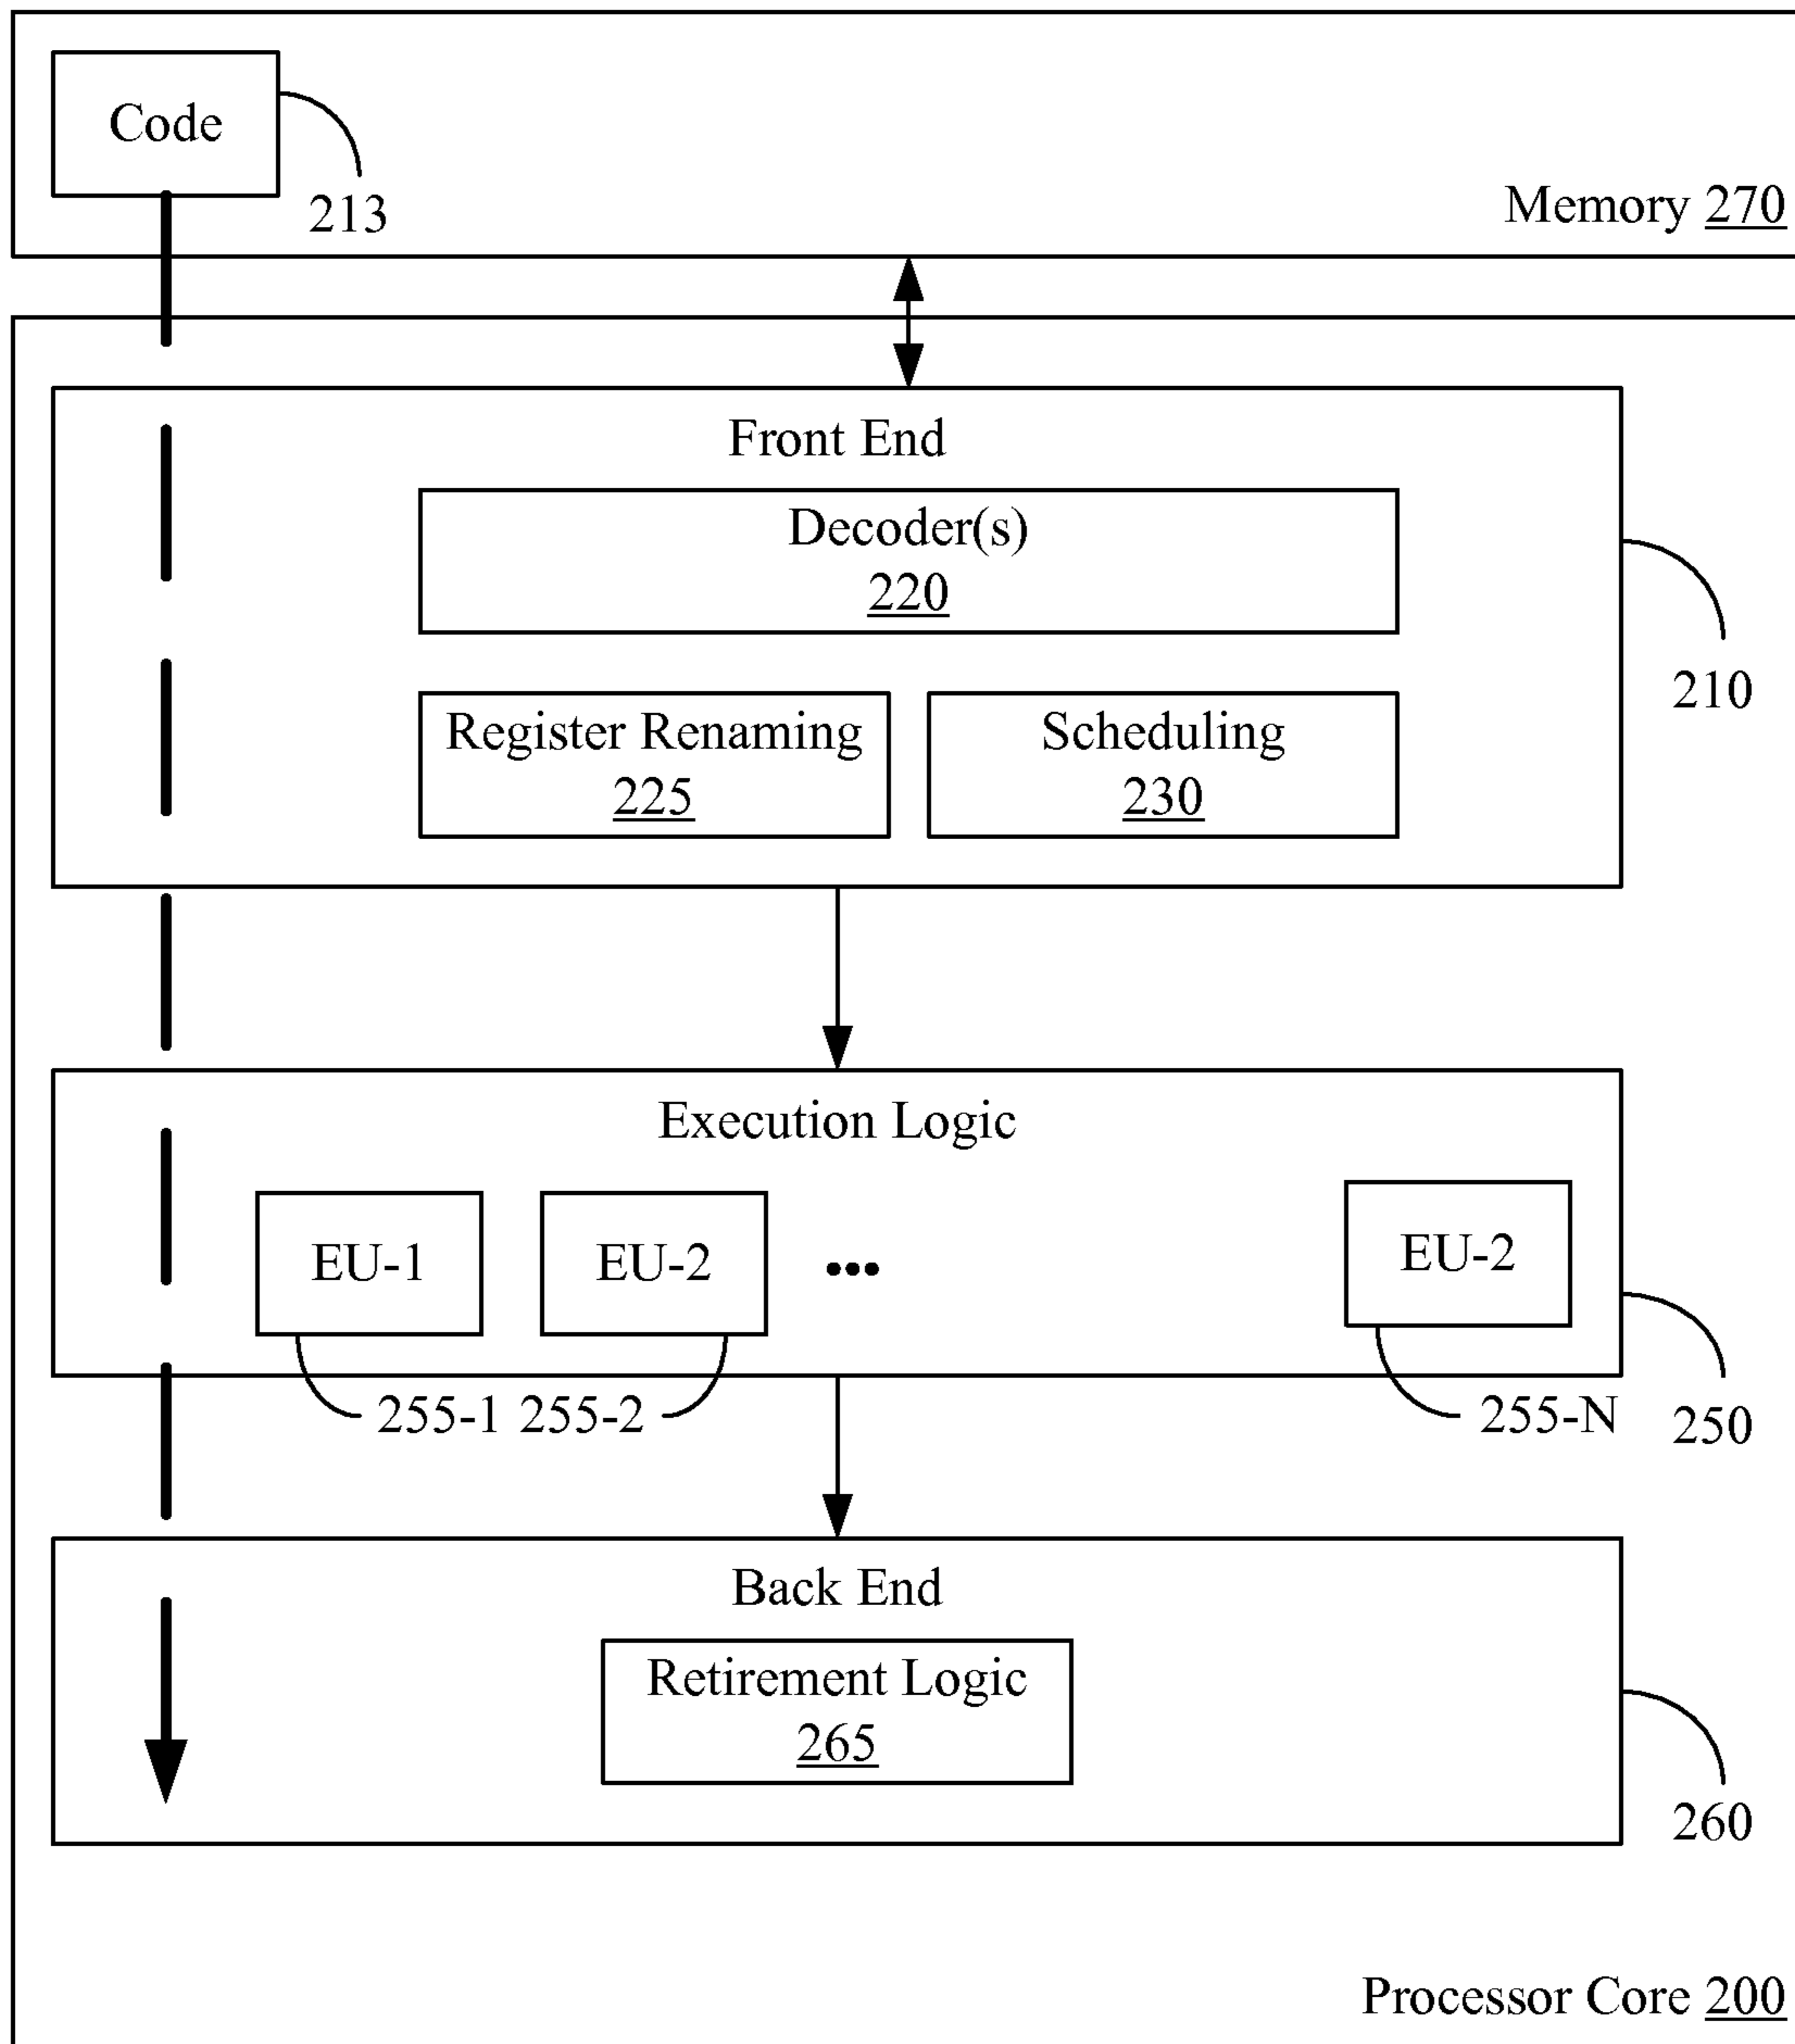 Code
213
Memory 270
Front End
Decoder(s)
220
210
Register Renaming
225
Scheduling
230
Execution Logic
EU-1
EU-2
•••
EU-2
255-1
255-2
255-N
250
Back End
Retirement Logic
265
260
Processor Core 200